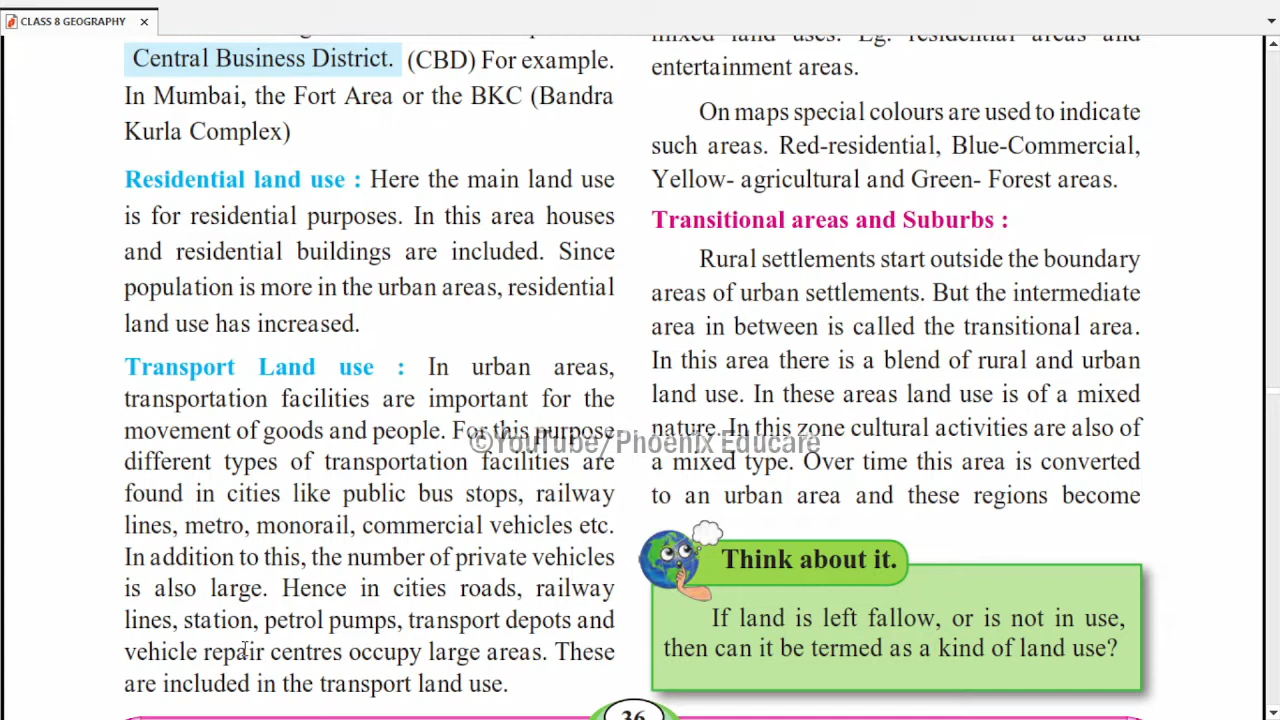 CLASS 8 GEOGRAPHY
Central Business District. (CBD) For example.
In Mumbai, the Fort Area or the BKC (Bandra
Kurla Complex)
Residential land use : Here the main land use
is for residential purposes. In this area houses
and residential buildings are included. Since
population is more in the urban areas, residential
land use has increased.
Transport Land use : In urban areas,
transportation facilities are important for the
movement of goods and people. For this purpose
different types of transportation facilities are
found in cities like public bus stops, railway
lines, metro, monorail, commercial vehicles etc.
In addition to this, the number of private vehicles
is also large. Hence in cities roads, railway
lines, station, petrol pumps, transport depots and
vehicle repair centres occupy large areas. These
are included in the transport land use.
mixed land uses. Eg. residential areas and
entertainment areas.
On maps special colours are used to indicate
such areas. Red-residential, Blue-Commercial,
Yellow- agricultural and Green- Forest areas.
Transitional areas and Suburbs :
Rural settlements start outside the boundary
areas of urban settlements. But the intermediate
area in between is called the transitional area.
In this area there is a blend of rural and urban
land use. In these areas land use is of a mixed
nature. In this zone cultural activities are also of
a mixed type. Over time this area is converted
to an urban area and these regions become
©YouTube/Phoenix Educare
Think about it.
If land is left fallow, or is not in use,
then can it be termed as a kind of land use?
36